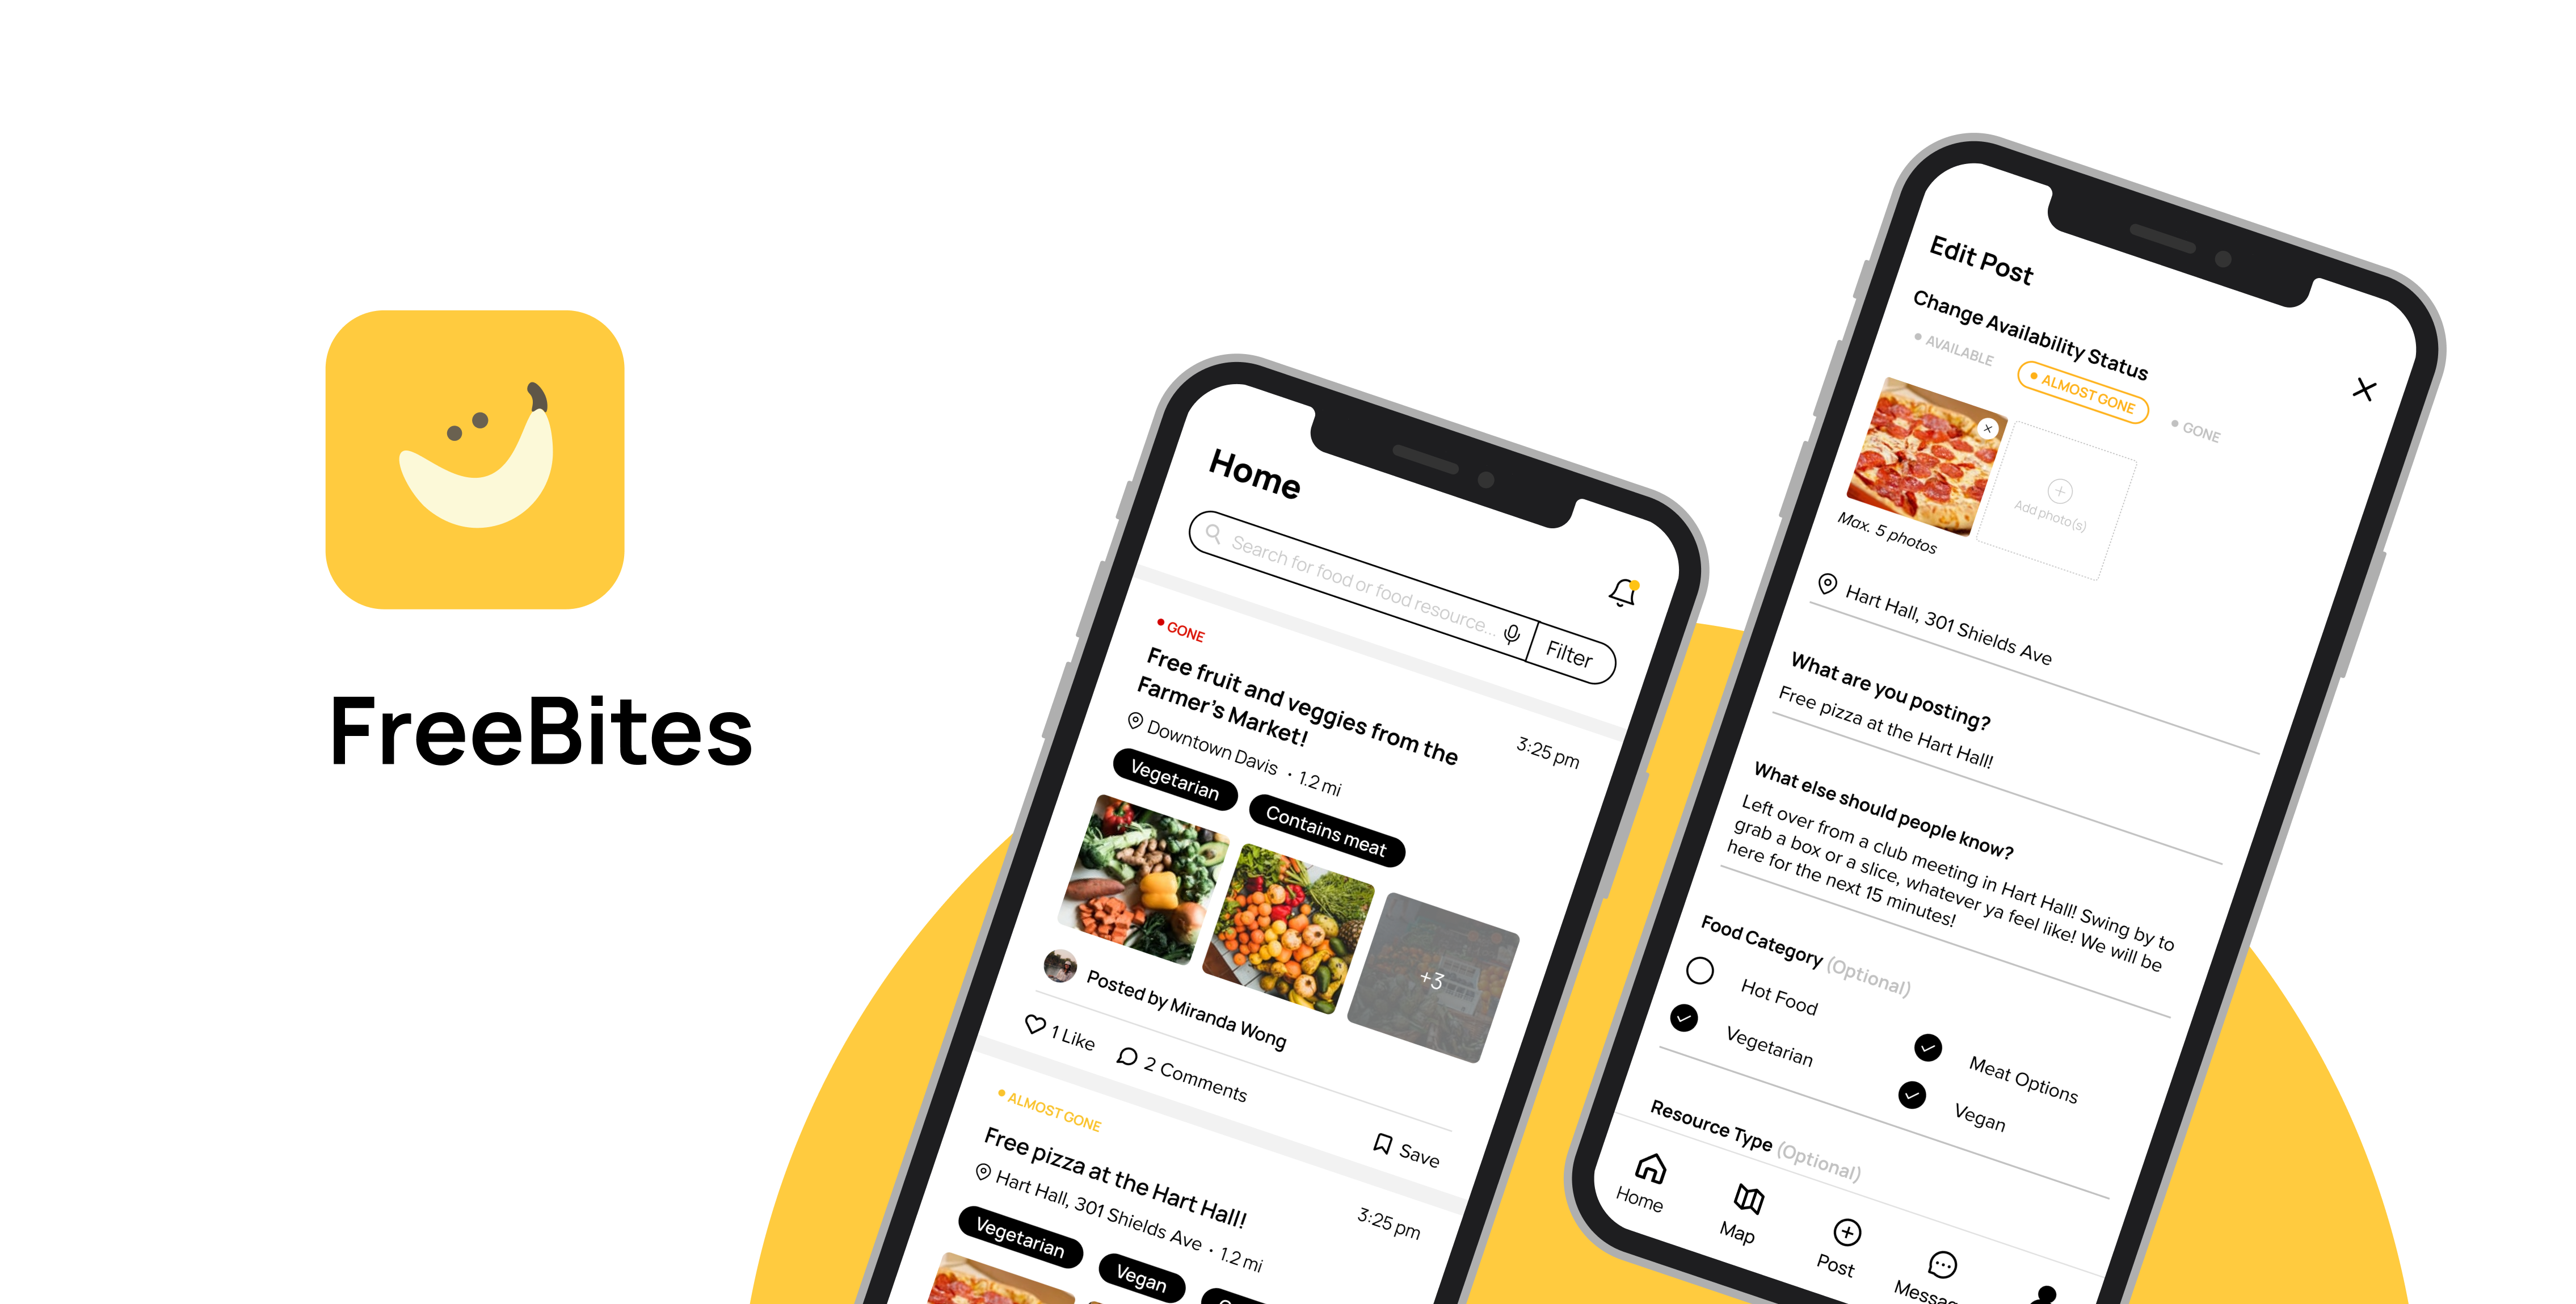 FreeBites
Home
Search for food or food resource...
Filter
GONE
Free fruit and veggies from the
Farmer's Market!
3:25 pm
Downtown Davis · 1.2 mi
Vegetarian
Contains meat
+3
Posted by Miranda Wong
1 Like
2 Comments
Save
ALMOST GONE
Free pizza at the Hart Hall!
3:25 pm
Hart Hall, 301 Shields Ave · 1.2 mi
Vegetarian
Vegan
Edit Post
Change Availability Status
AVAILABLE
ALMOST GONE
GONE
Add photo(s)
Max. 5 photos
Hart Hall, 301 Shields Ave
What are you posting?
Free pizza at the Hart Hall!
What else should people know?
Left over from a club meeting in Hart Hall! Swing by to
grab a box or a slice, whatever ya feel like! We will be
here for the next 15 minutes!
Food Category (Optional)
Hot Food
Meat Options
Vegetarian
Vegan
Resource Type (Optional)
Home
Map
Post
Messag